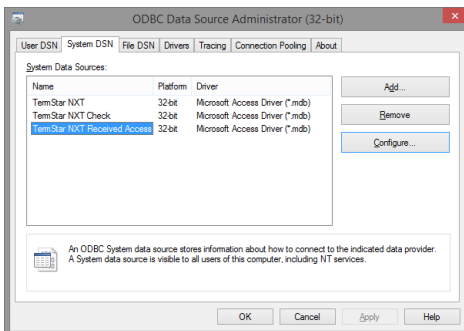 ODBC Data Source Administrator (32-bit)
User DSN System DSN File DSN Drivers Tracing Connection Pooling About
System Data Sources:
Name Platform Driver
TermStar NXT 32-bit Microsoft Access Driver (*.mdb)
TermStar NXT Check 32-bit Microsoft Access Driver (*.mdb)
TermStar NXT Received Access 32-bit Microsoft Access Driver (*.mdb)
Add...
Remove
Configure...
An ODBC System data source stores information about how to connect to the indicated data provider.
A System data source is visible to all users of this computer, including NT services.
OK Cancel Apply Help